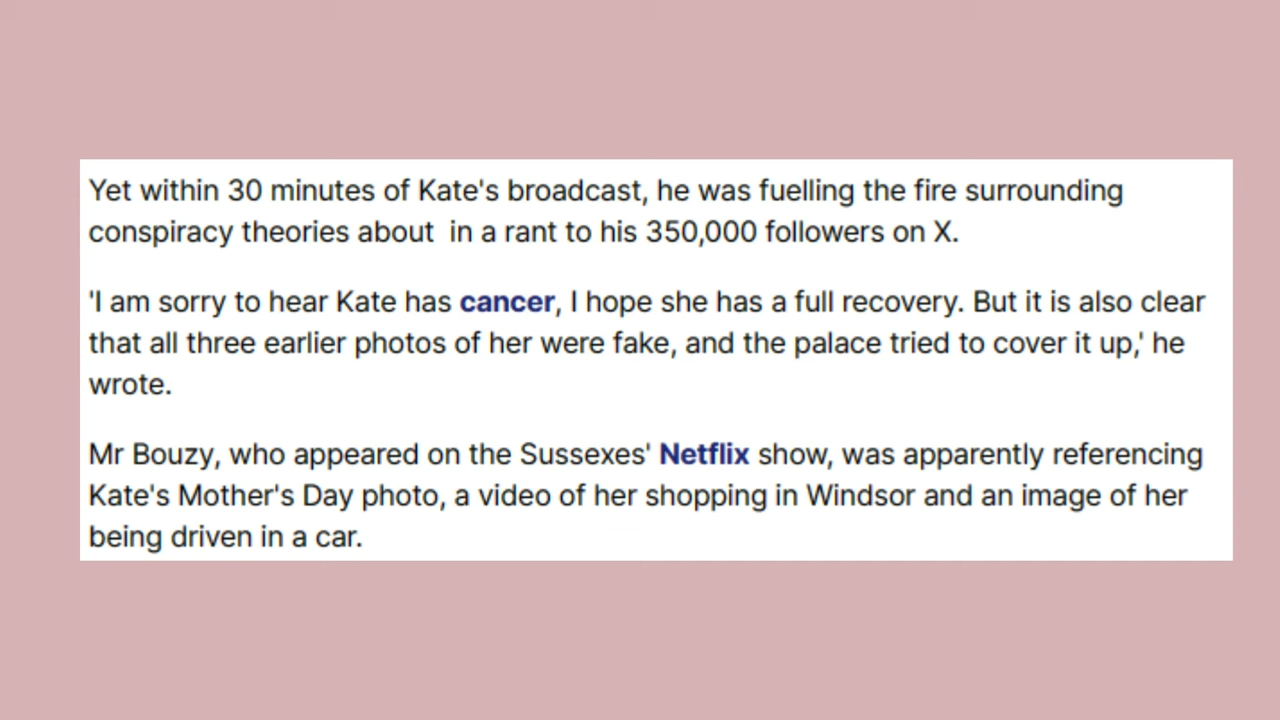 Yet within 30 minutes of Kate's broadcast, he was fuelling the fire surrounding
conspiracy theories about  in a rant to his 350,000 followers on X.
'I am sorry to hear Kate has cancer, I hope she has a full recovery. But it is also clear
that all three earlier photos of her were fake, and the palace tried to cover it up,' he
wrote.
Mr Bouzy, who appeared on the Sussexes' Netflix show, was apparently referencing
Kate's Mother's Day photo, a video of her shopping in Windsor and an image of her
being driven in a car.